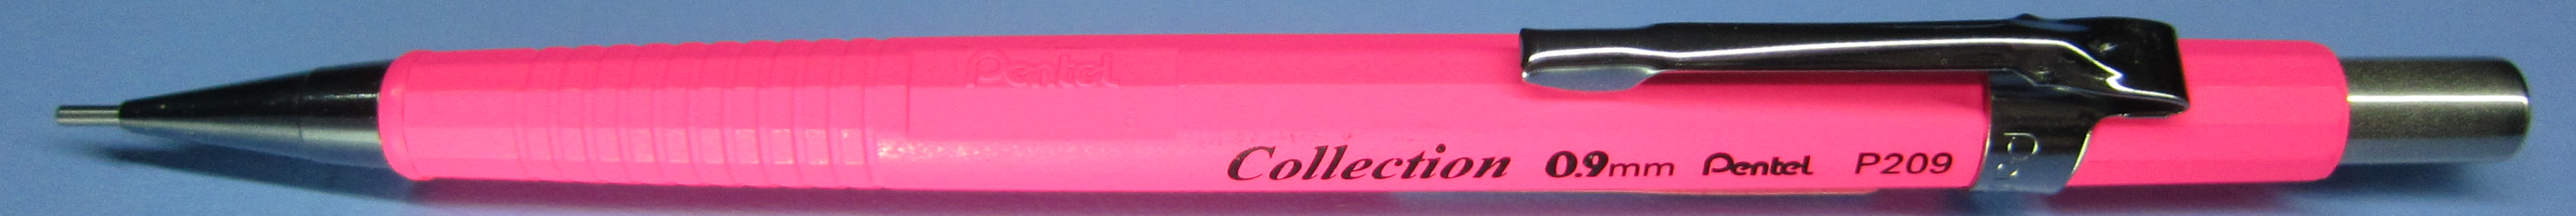 Pentel
Collection 0.9mm Pentel P209